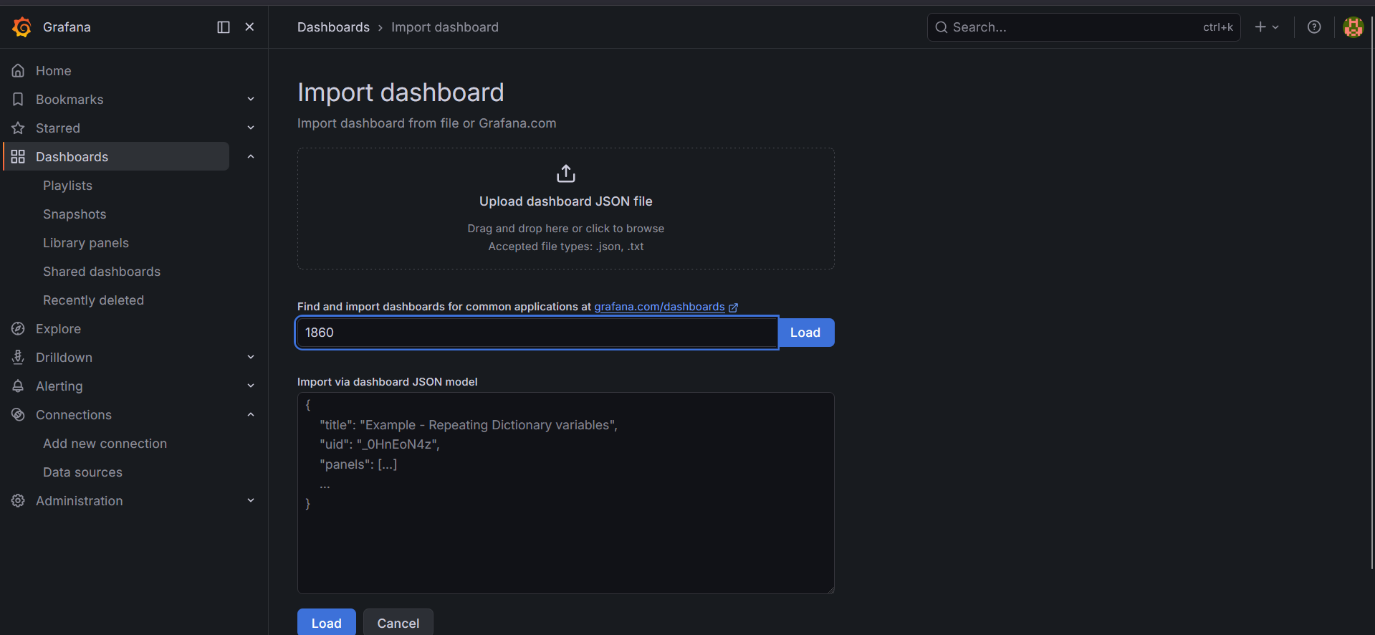 Grafana
Home
Bookmarks
Starred
Dashboards
Playlists
Snapshots
Library panels
Shared dashboards
Recently deleted
Explore
Drilldown
Alerting
Connections
Add new connection
Data sources
Administration
Dashboards › Import dashboard
Search...
ctrl+k
Import dashboard
Import dashboard from file or Grafana.com
Upload dashboard JSON file
Drag and drop here or click to browse
Accepted file types: .json, .txt
Find and import dashboards for common applications at grafana.com/dashboards
1860
Load
Import via dashboard JSON model
{
"title": "Example - Repeating Dictionary variables",
"uid": "_0HnEoN4z",
"panels": [...]
...
}
Load
Cancel